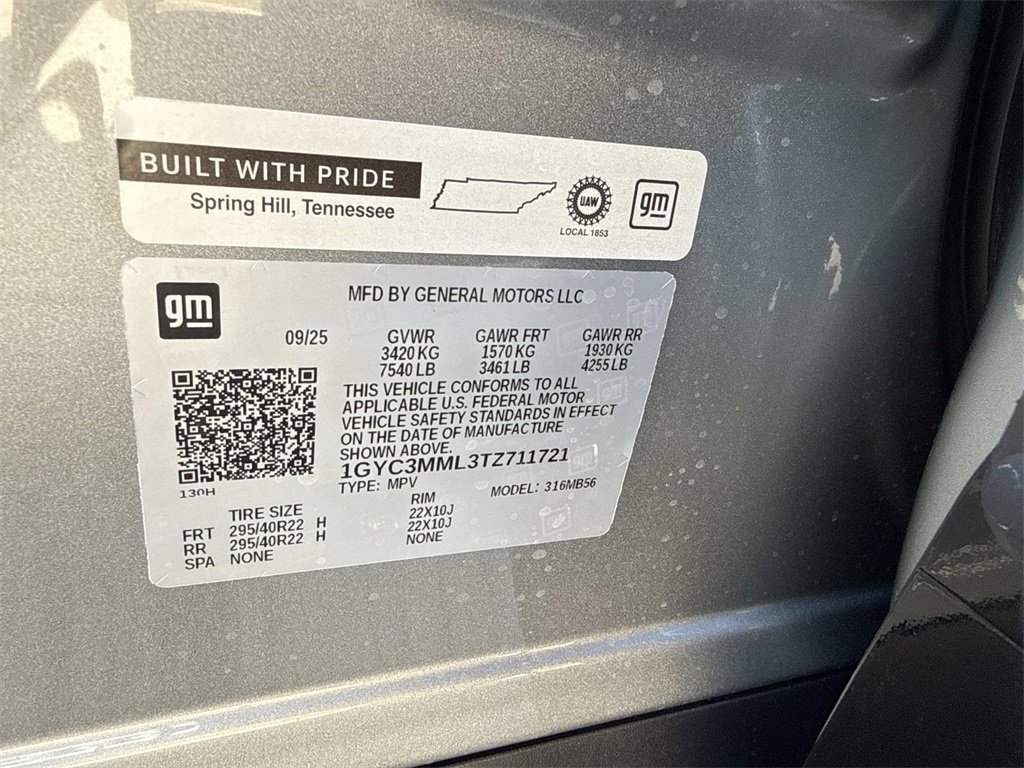 BUILT WITH PRIDE
Spring Hill, Tennessee
UAW
LOCAL 1853
gm
gm
MFD BY GENERAL MOTORS LLC
09/25 GVWR GAWR FRT GAWR RR
3420 KG 1570 KG 1930 KG
7540 LB 3461 LB 4255 LB
THIS VEHICLE CONFORMS TO ALL
APPLICABLE U.S. FEDERAL MOTOR
VEHICLE SAFETY STANDARDS IN EFFECT
ON THE DATE OF MANUFACTURE
SHOWN ABOVE.
1GYC3MML3TZ711721
130H
TYPE: MPV MODEL: 316MB56
TIRE SIZE RIM
FRT 295/40R22 H 22X10J
RR 295/40R22 H 22X10J
SPA NONE NONE